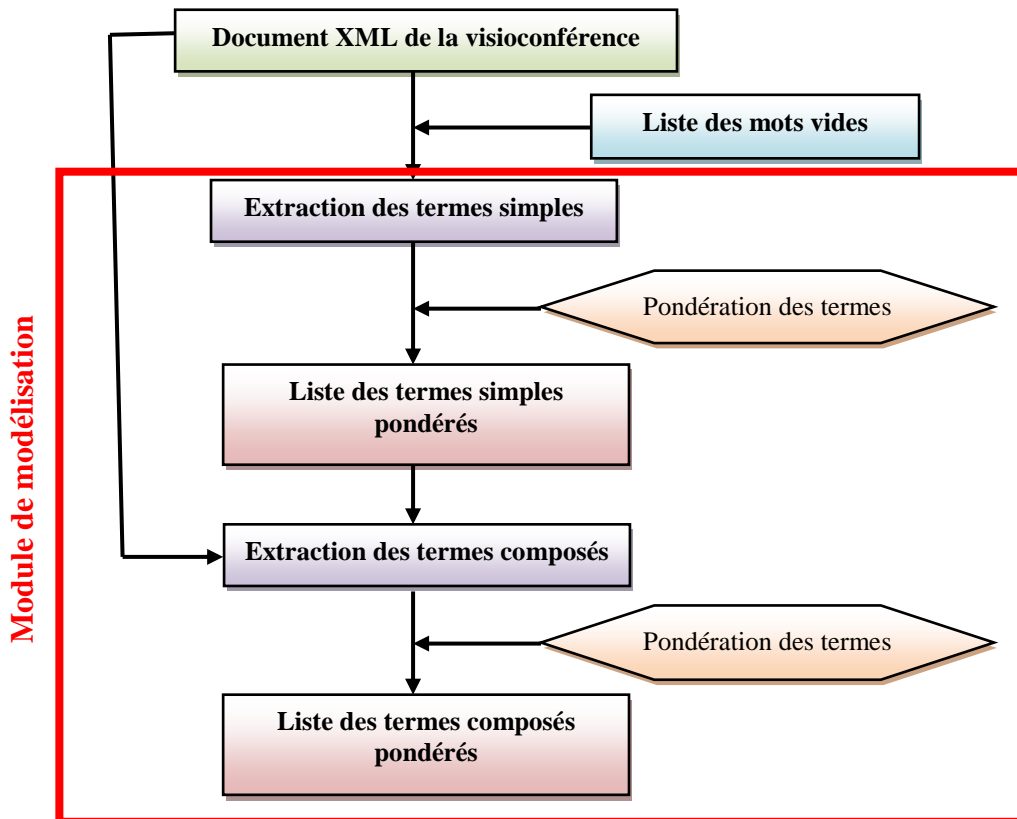 Document XML de la visioconférence
Liste des mots vides
Extraction des termes simples
Pondération des termes
Liste des termes simples
pondérés
Module de modélisation
Extraction des termes composés
Pondération des termes
Liste des termes composés
pondérés